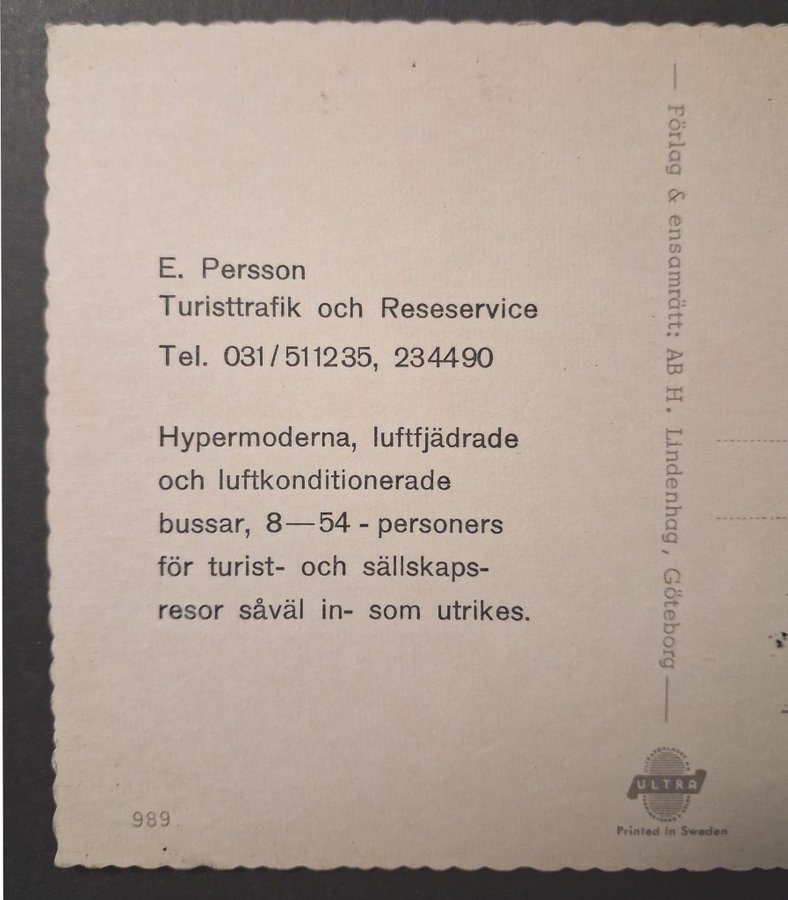 E. Persson
Turisttrafik och Reseservice
Tel. 031/511235, 234490
Hypermoderna, luftfjädrade
och luftkonditionerade
bussar, 8—54 - personers
för turist- och sällskaps-
resor såväl in- som utrikes.
989
— Förlag & ensamrätt: AB H. Lindenhag, Göteborg —
ULTRA
Printed in Sweden